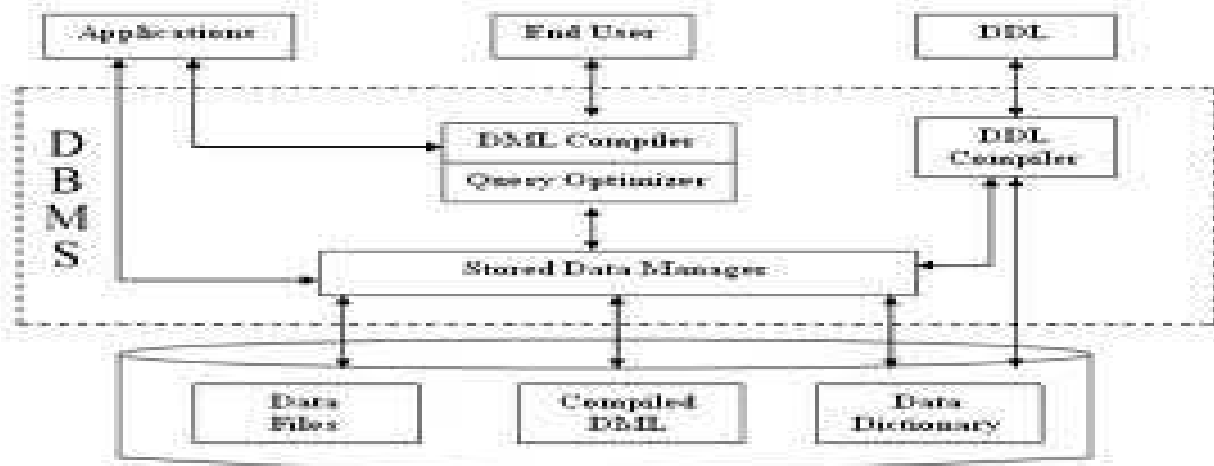 Applications
End User
DDL
D
B
M
S
DML Compiler
Query Optimizer
DDL
Compiler
Stored Data Manager
Data
Files
Compiled
DML
Data
Dictionary